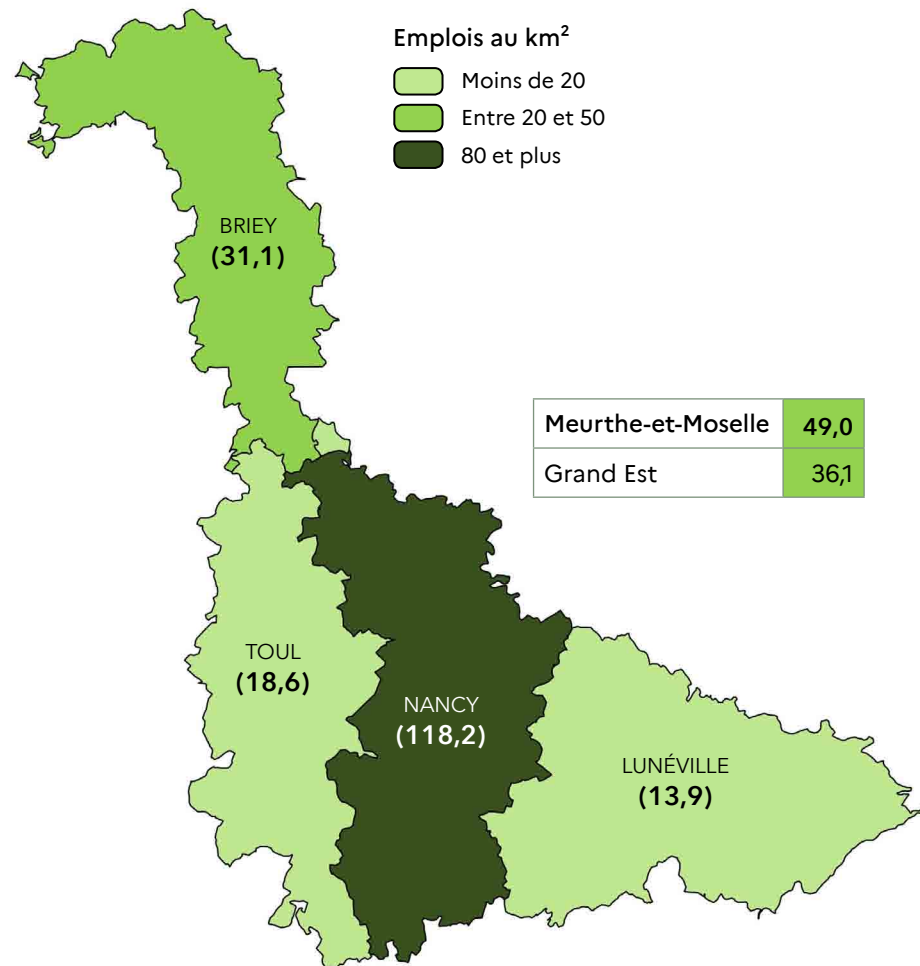 Emplois au km²
Moins de 20
Entre 20 et 50
80 et plus
BRIEY
(31,1)
Meurthe-et-Moselle 49,0
Grand Est 36,1
TOUL
(18,6)
NANCY
(118,2)
LUNÉVILLE
(13,9)